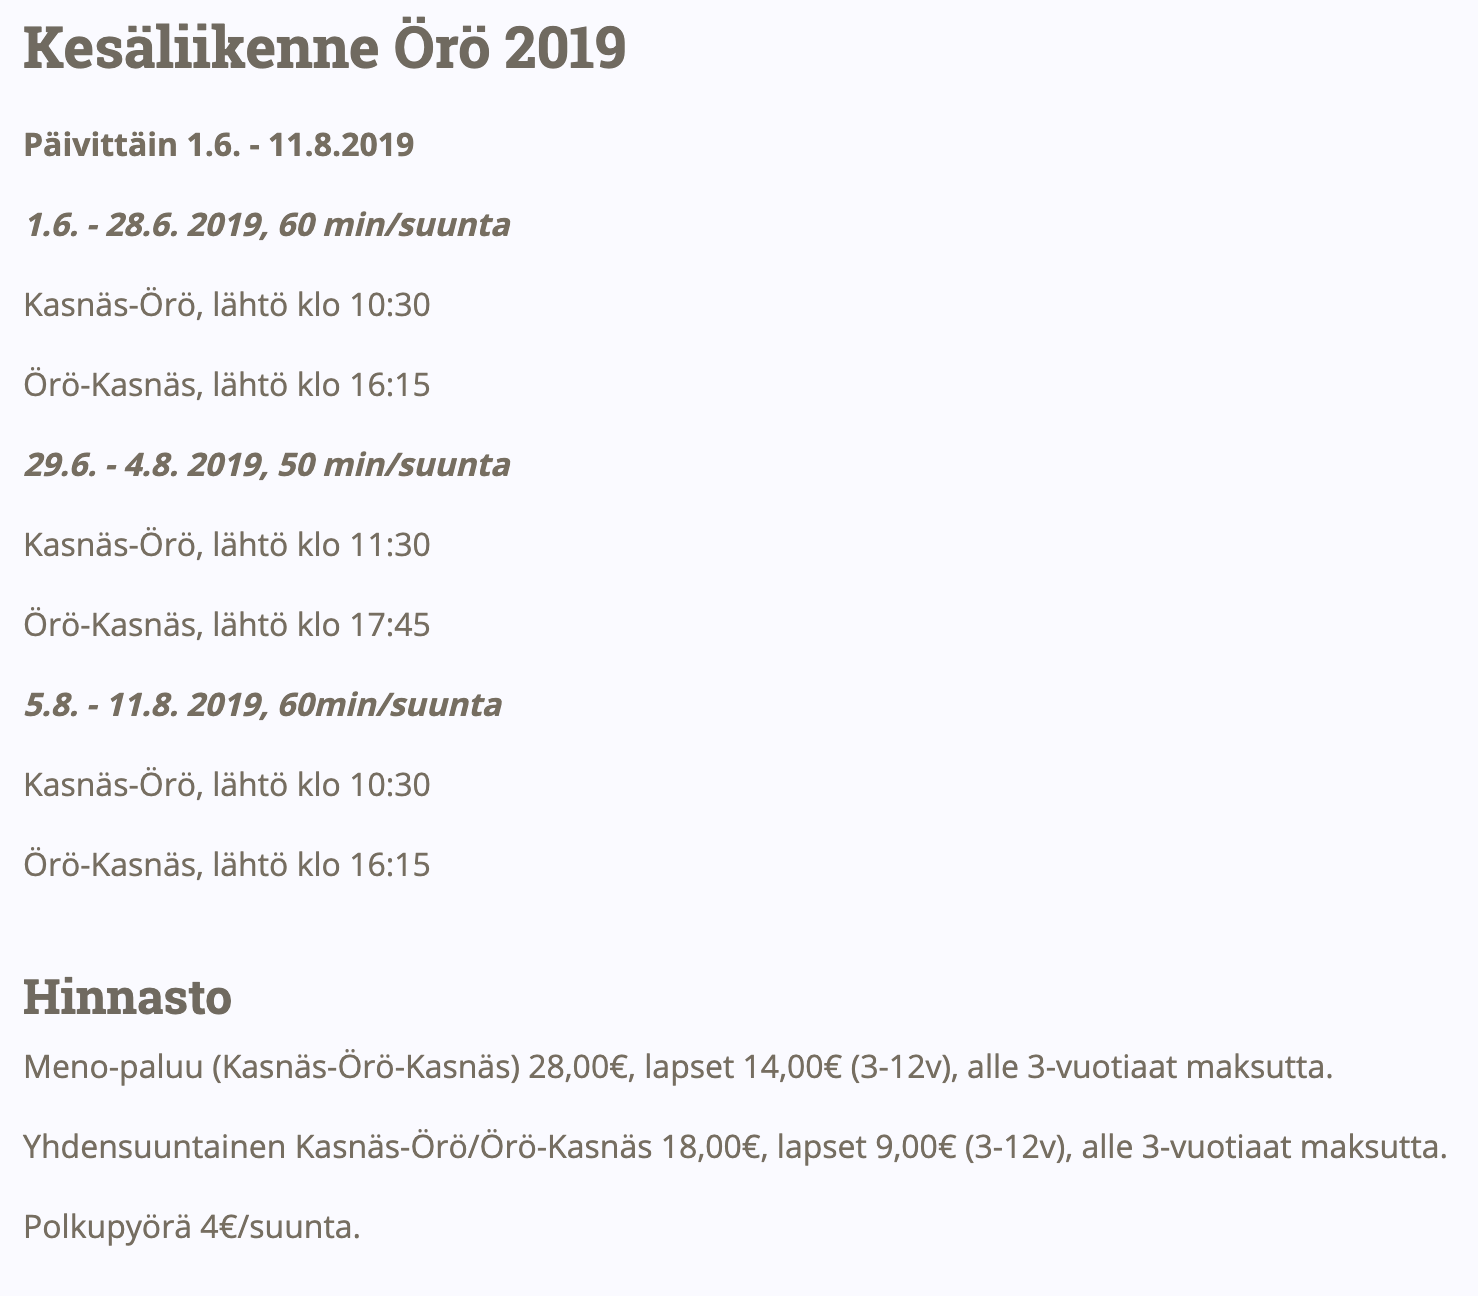 Kesäliikenne Örö 2019
Päivittäin 1.6. - 11.8.2019
1.6. - 28.6. 2019, 60 min/suunta
Kasnäs-Örö, lähtö klo 10:30
Örö-Kasnäs, lähtö klo 16:15
29.6. - 4.8. 2019, 50 min/suunta
Kasnäs-Örö, lähtö klo 11:30
Örö-Kasnäs, lähtö klo 17:45
5.8. - 11.8. 2019, 60min/suunta
Kasnäs-Örö, lähtö klo 10:30
Örö-Kasnäs, lähtö klo 16:15
Hinnasto
Meno-paluu (Kasnäs-Örö-Kasnäs) 28,00€, lapset 14,00€ (3-12v), alle 3-vuotiaat maksutta.
Yhdensuuntainen Kasnäs-Örö/Örö-Kasnäs 18,00€, lapset 9,00€ (3-12v), alle 3-vuotiaat maksutta.
Polkupyörä 4€/suunta.